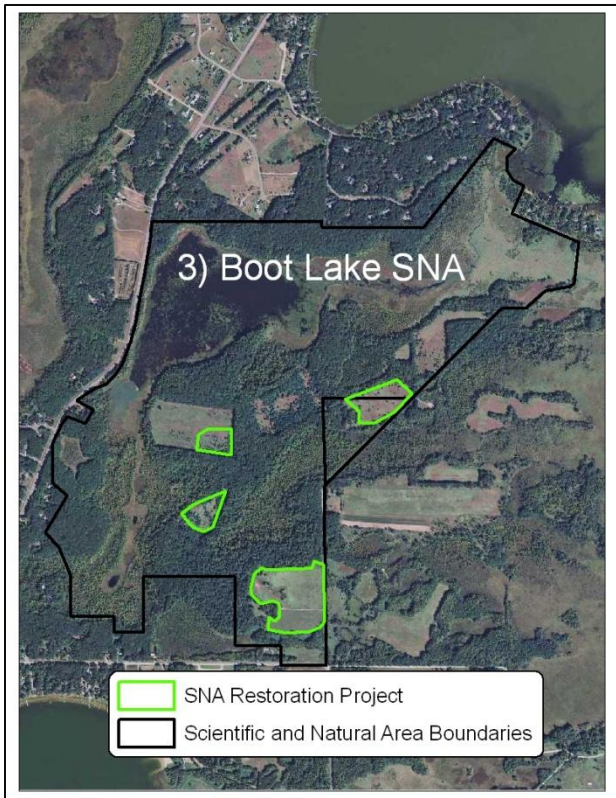 3) Boot Lake SNA
SNA Restoration Project
Scientific and Natural Area Boundaries